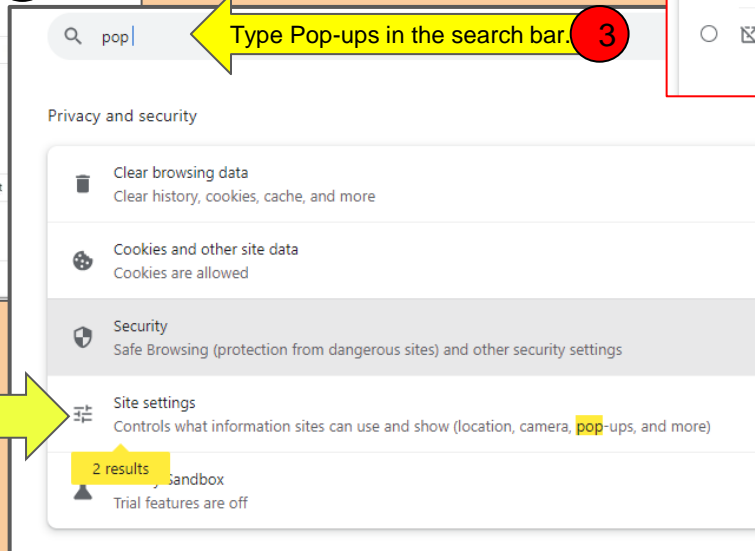 pop
Type Pop-ups in the search bar.
3
Privacy and security
Clear browsing data
Clear history, cookies, cache, and more
Cookies and other site data
Cookies are allowed
Security
Safe Browsing (protection from dangerous sites) and other security settings
Site settings
Controls what information sites can use and show (location, camera, pop-ups, and more)
2 results
Sandbox
Trial features are off